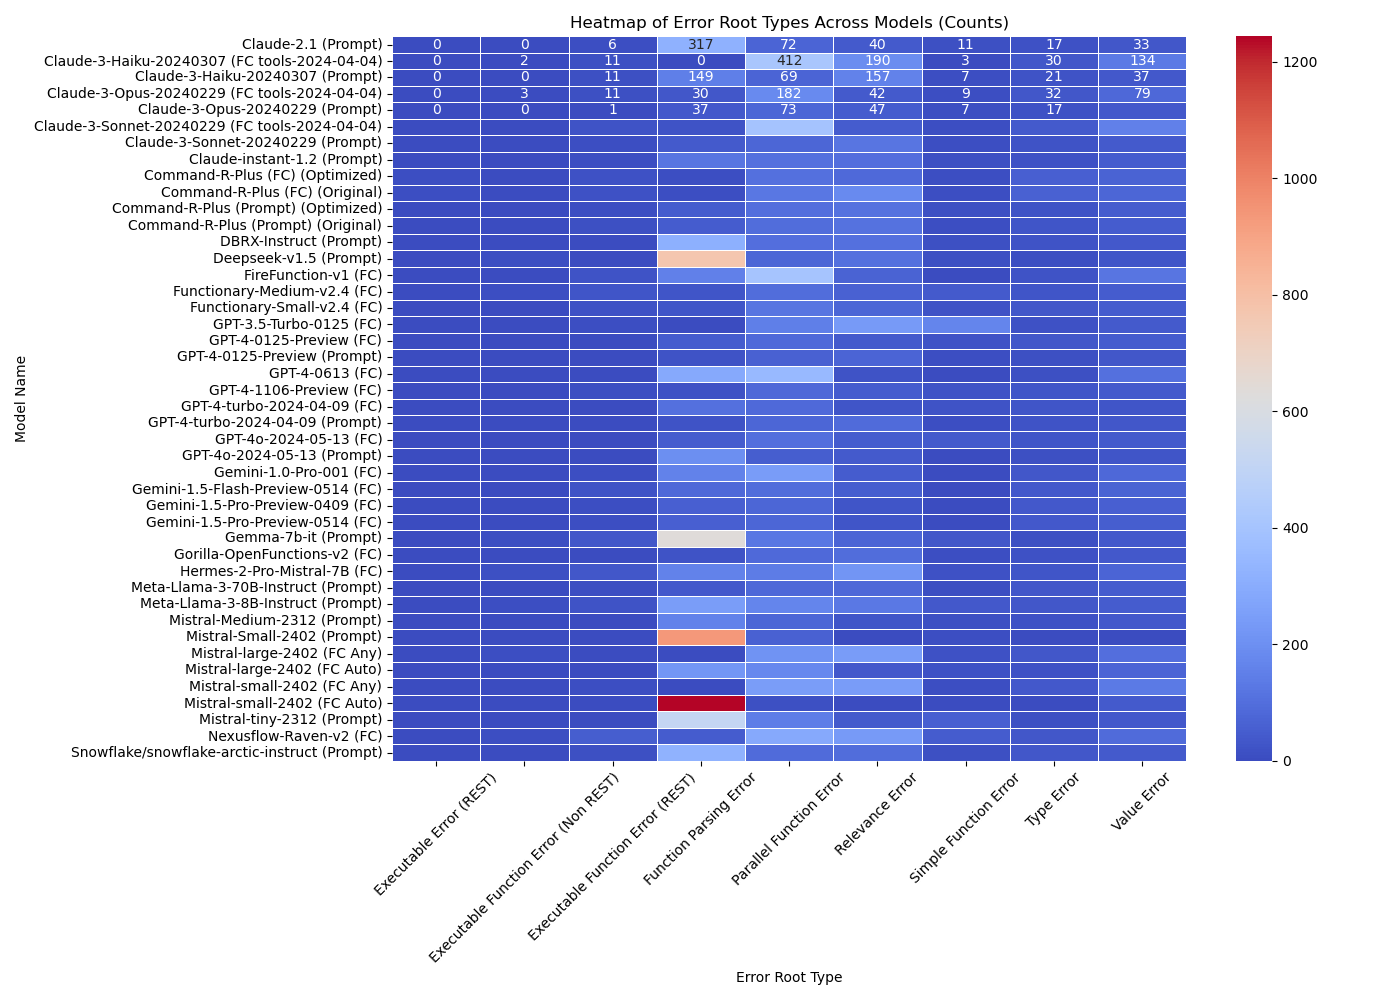 Heatmap of Error Root Types Across Models (Counts)
Claude-2.1 (Prompt) 0 0 6 317 72 40 11 17 33
Claude-3-Haiku-20240307 (FC tools-2024-04-04) 0 2 11 0 412 190 3 30 134
Claude-3-Haiku-20240307 (Prompt) 0 0 11 149 69 157 7 21 37
Claude-3-Opus-20240229 (FC tools-2024-04-04) 0 3 11 30 182 42 9 32 79
Claude-3-Opus-20240229 (Prompt) 0 0 1 37 73 47 7 17
Claude-3-Sonnet-20240229 (FC tools-2024-04-04)
Claude-3-Sonnet-20240229 (Prompt)
Claude-instant-1.2 (Prompt)
Command-R-Plus (FC) (Optimized)
Command-R-Plus (FC) (Original)
Command-R-Plus (Prompt) (Optimized)
Command-R-Plus (Prompt) (Original)
DBRX-Instruct (Prompt)
Deepseek-v1.5 (Prompt)
FireFunction-v1 (FC)
Functionary-Medium-v2.4 (FC)
Functionary-Small-v2.4 (FC)
GPT-3.5-Turbo-0125 (FC)
GPT-4-0125-Preview (FC)
GPT-4-0125-Preview (Prompt)
GPT-4-0613 (FC)
GPT-4-1106-Preview (FC)
GPT-4-turbo-2024-04-09 (FC)
GPT-4-turbo-2024-04-09 (Prompt)
GPT-4o-2024-05-13 (FC)
GPT-4o-2024-05-13 (Prompt)
Gemini-1.0-Pro-001 (FC)
Gemini-1.5-Flash-Preview-0514 (FC)
Gemini-1.5-Pro-Preview-0409 (FC)
Gemini-1.5-Pro-Preview-0514 (FC)
Gemma-7b-it (Prompt)
Gorilla-OpenFunctions-v2 (FC)
Hermes-2-Pro-Mistral-7B (FC)
Meta-Llama-3-70B-Instruct (Prompt)
Meta-Llama-3-8B-Instruct (Prompt)
Mistral-Medium-2312 (Prompt)
Mistral-Small-2402 (Prompt)
Mistral-large-2402 (FC Any)
Mistral-large-2402 (FC Auto)
Mistral-small-2402 (FC Any)
Mistral-small-2402 (FC Auto)
Mistral-tiny-2312 (Prompt)
Nexusflow-Raven-v2 (FC)
Snowflake/snowflake-arctic-instruct (Prompt)
Model Name
Executable Error (REST)
Executable Function Error (Non REST)
Executable Function Error (REST)
Function Parsing Error
Parallel Function Error
Relevance Error
Simple Function Error
Type Error
Value Error
Error Root Type
1200
1000
800
600
400
200
0